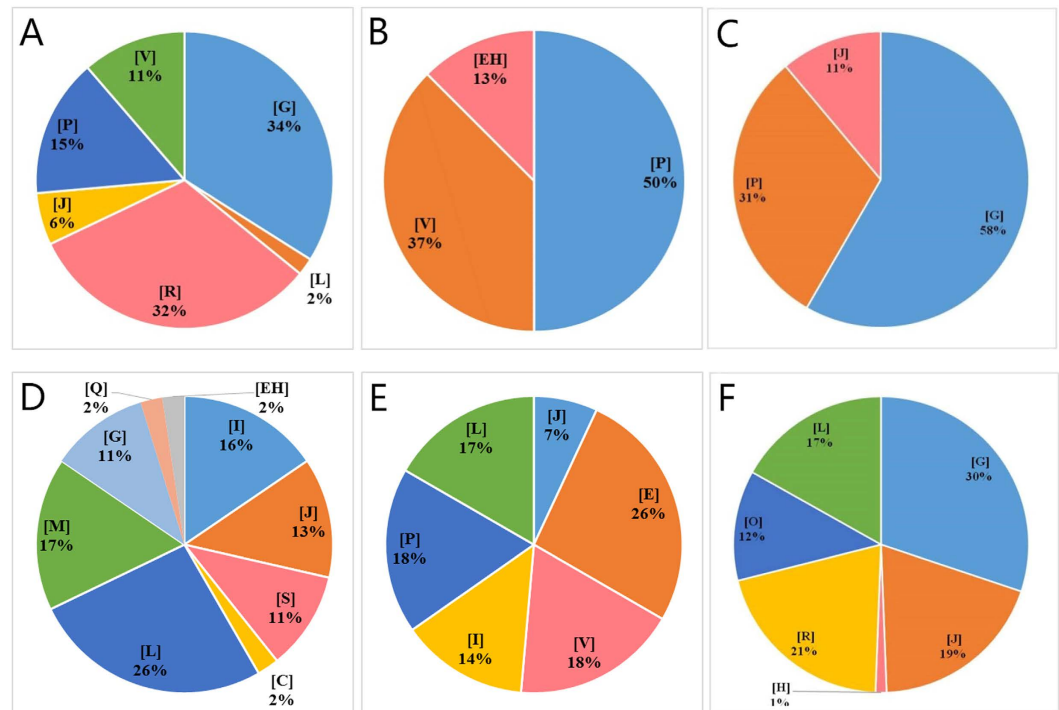 A
[V]
11%
[G]
34%
[P]
15%
[J]
6%
[L]
2%
[R]
32%
B
[EH]
13%
[P]
50%
[V]
37%
C
[J]
11%
[P]
31%
[G]
58%
D
[Q]
2%
[EH]
2%
[G]
11%
[I]
16%
[M]
17%
[J]
13%
[S]
11%
[L]
26%
[C]
2%
E
[L]
17%
[J]
7%
[E]
26%
[P]
18%
[I]
14%
[V]
18%
F
[L]
17%
[G]
30%
[O]
12%
[R]
21%
[J]
19%
[H]
1%